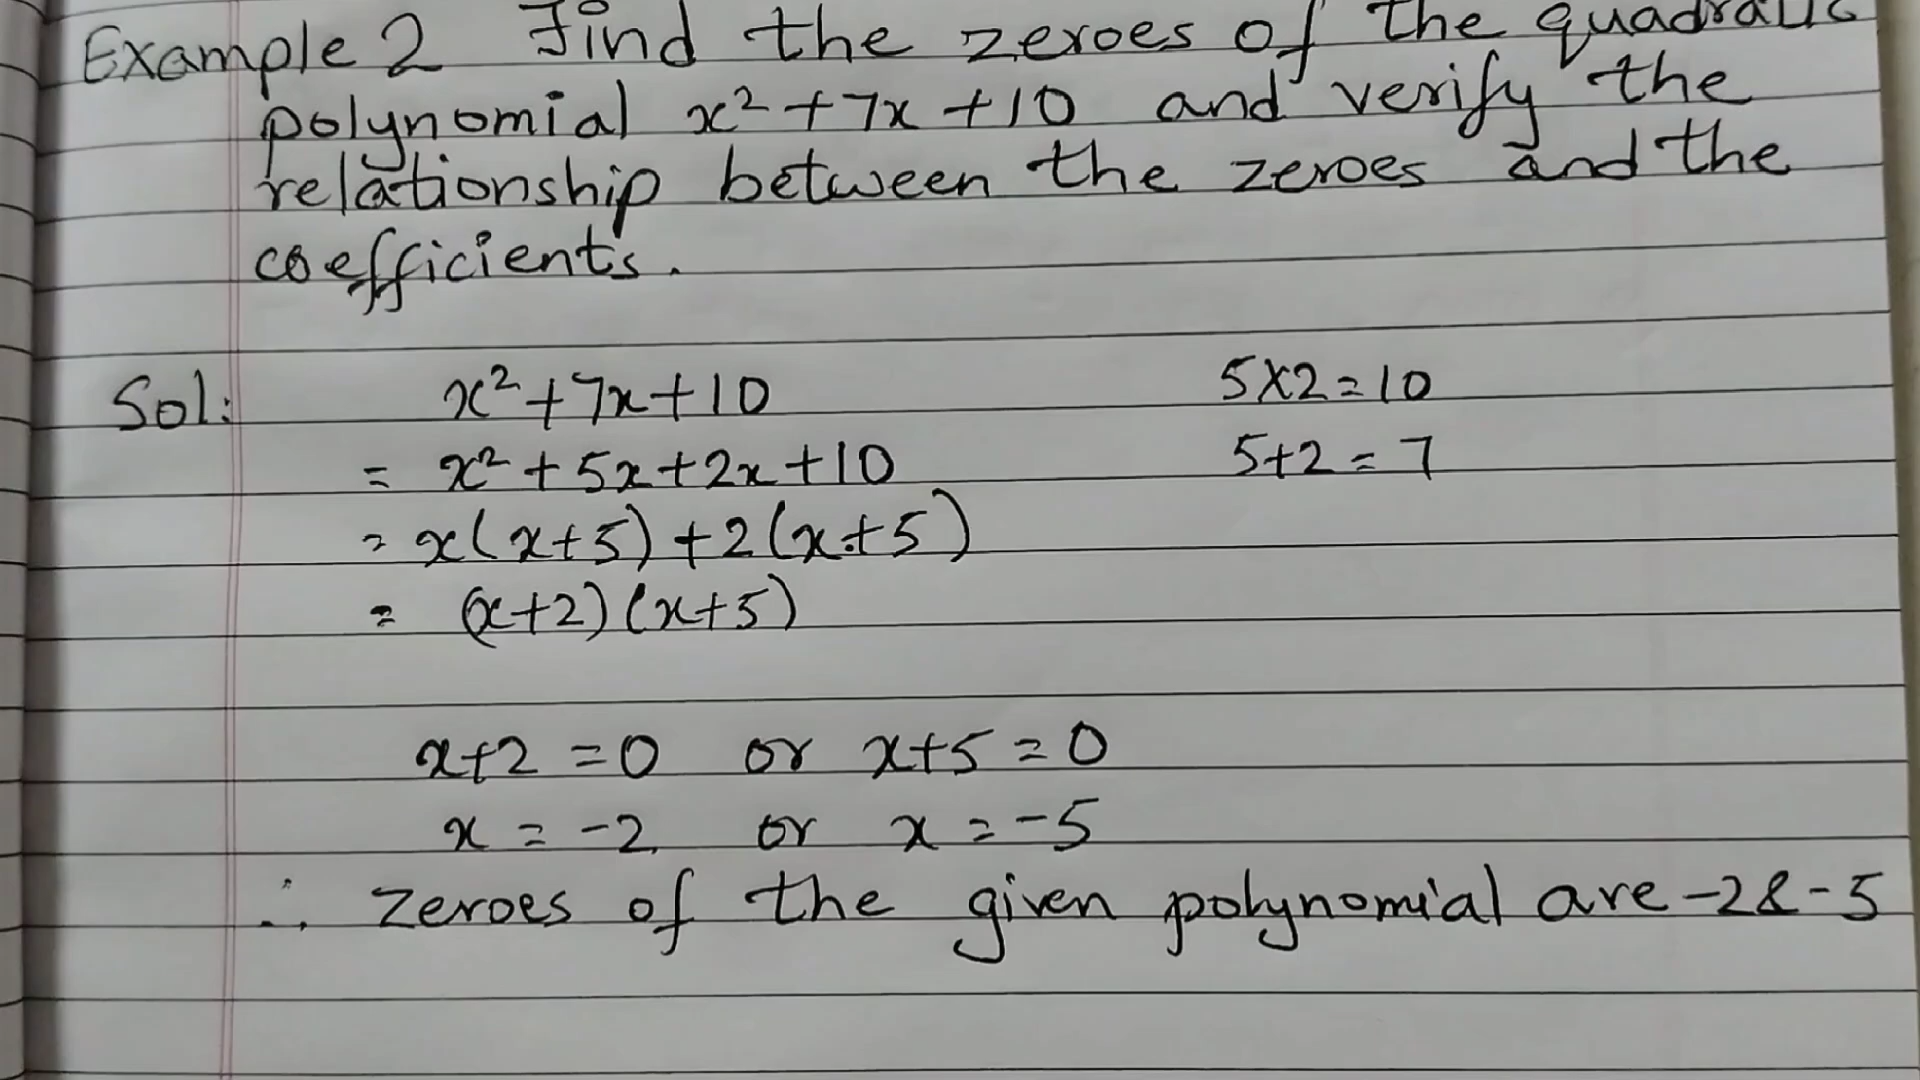 Example 2 Find the zeroes of the quadratic
polynomial x² + 7x + 10 and verify the
relationship between the zeroes and the
coefficients.
Sol: x² + 7x + 10 5×2 = 10
= x² + 5x + 2x + 10 5+2 = 7
= x(x+5) + 2(x+5)
= (x+2)(x+5)
x+2 = 0 or x+5 = 0
x = -2 or x = -5
∴ zeroes of the given polynomial are -2 & -5